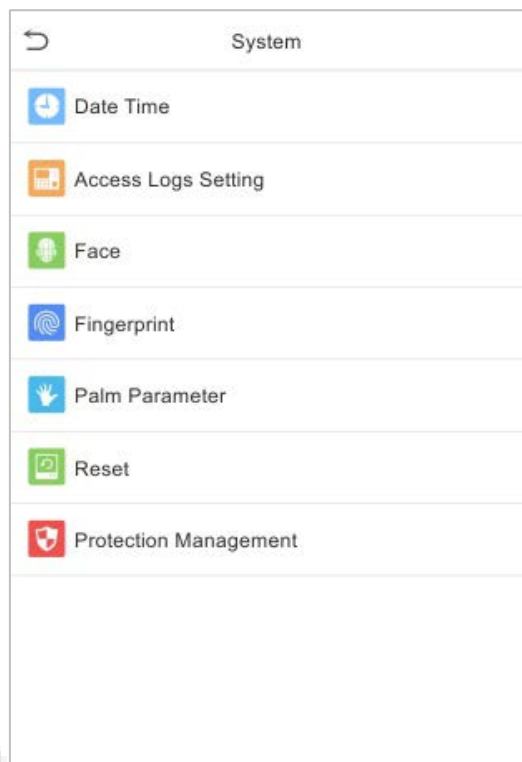 System
Date Time
Access Logs Setting
Face
Fingerprint
Palm Parameter
Reset
Protection Management